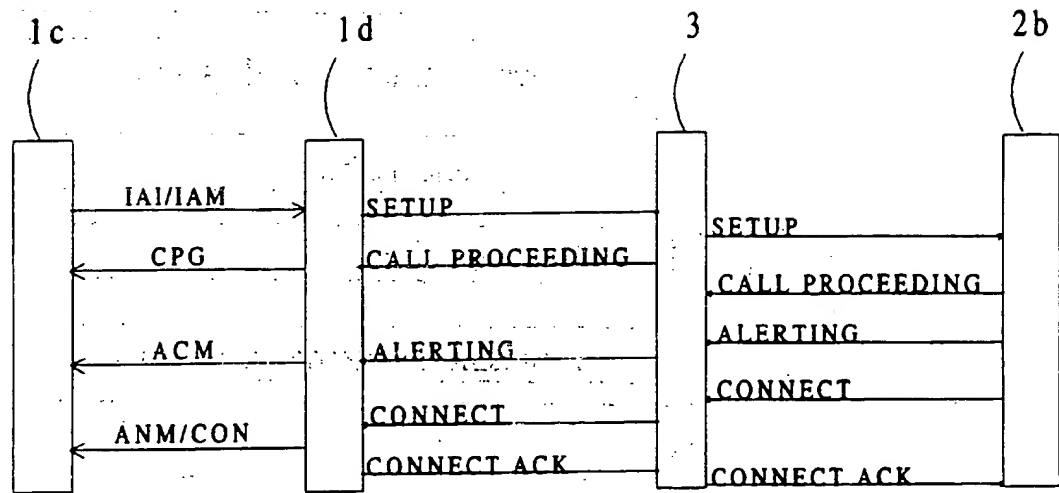 1c 1d 3 2b
IAI/IAM
SETUP
SETUP
CPG
CALL PROCEEDING
CALL PROCEEDING
ALERTING
ACM
ALERTING
CONNECT
CONNECT
ANM/CON
CONNECT ACK
CONNECT ACK